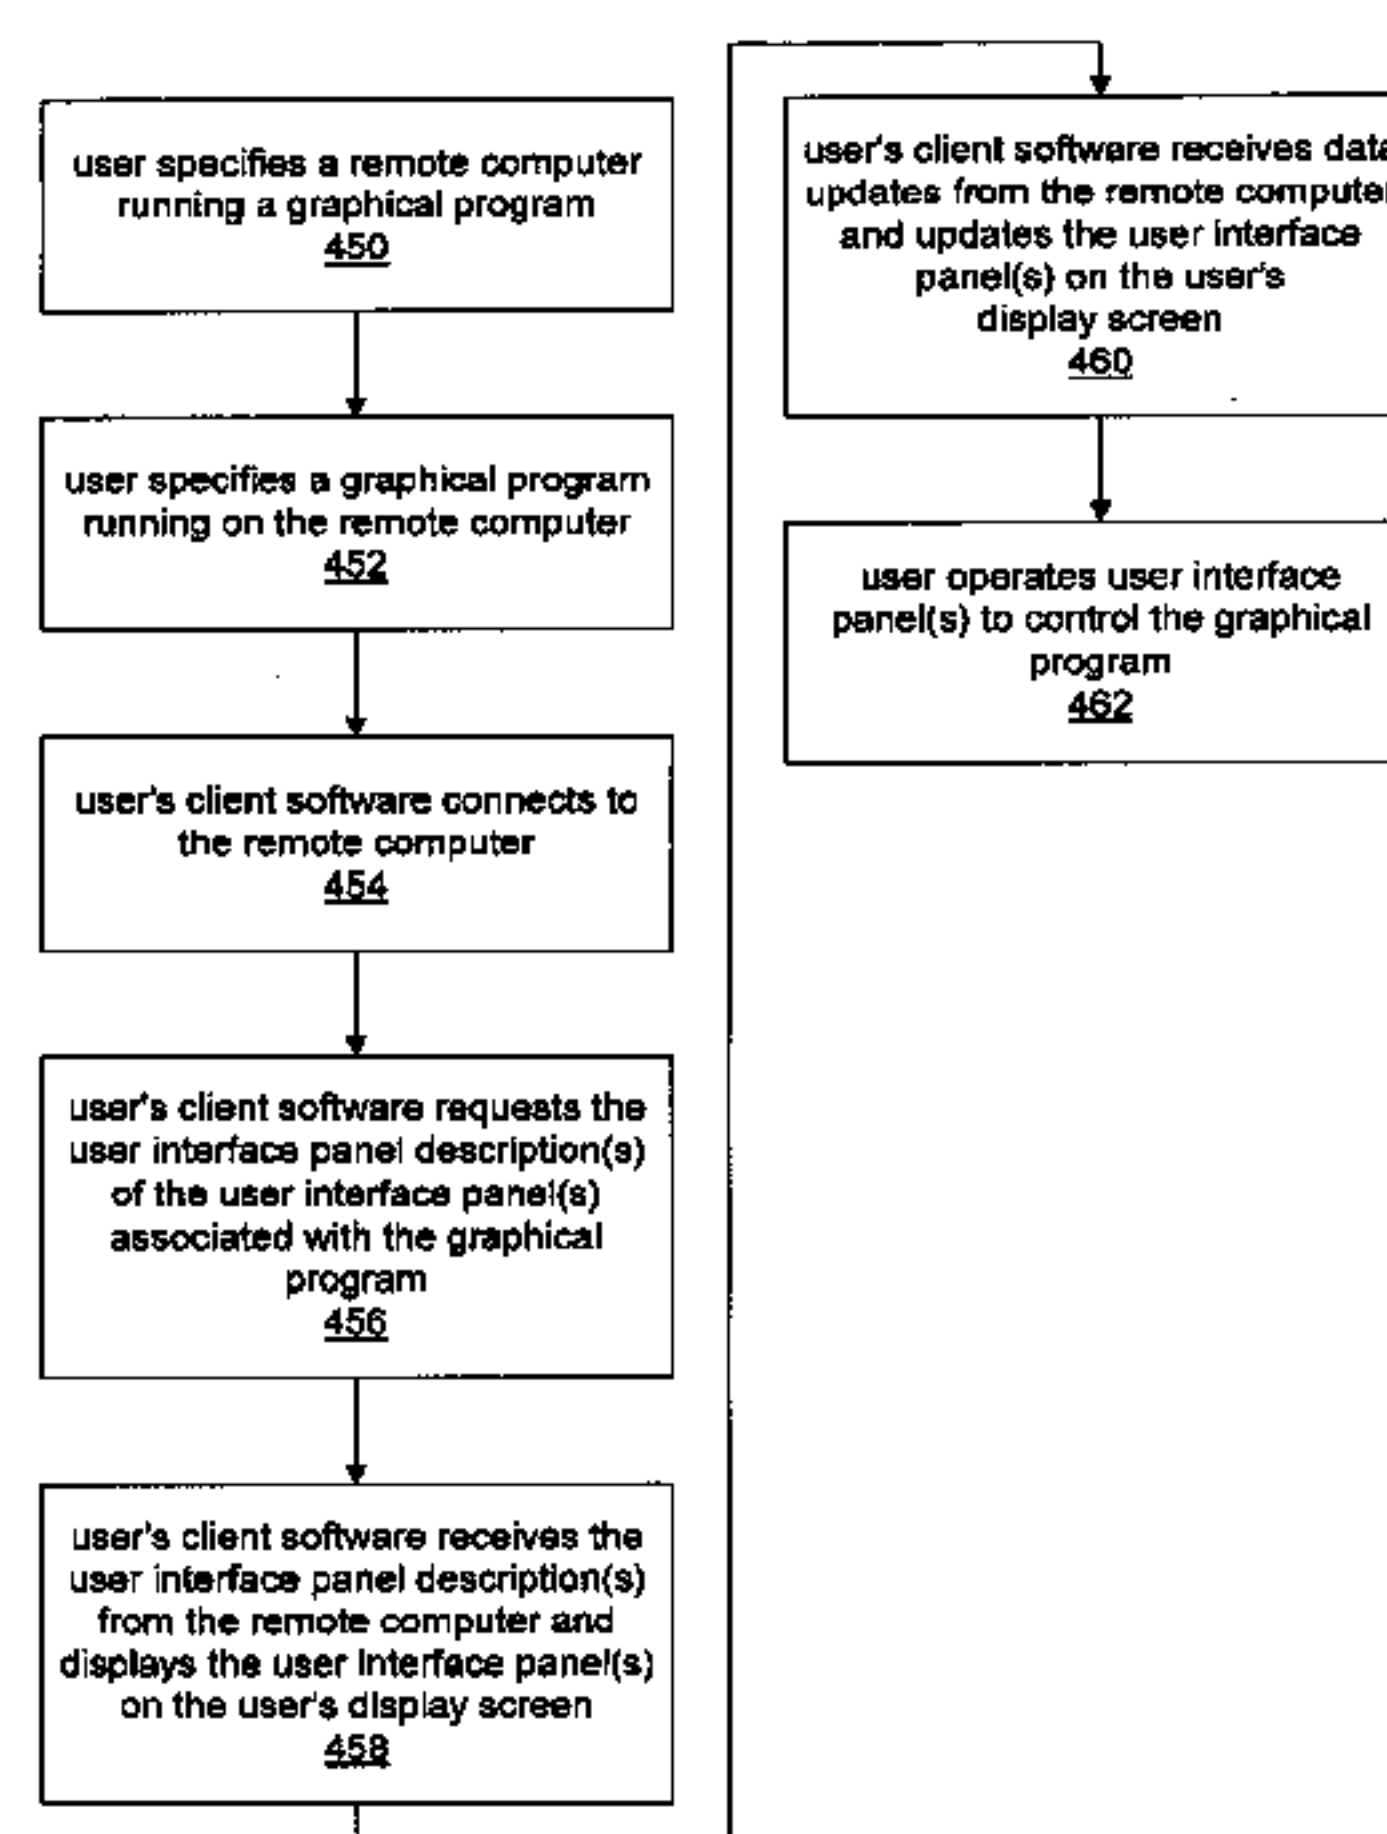 user specifies a remote computer
running a graphical program
450
user specifies a graphical program
running on the remote computer
452
user's client software connects to
the remote computer
454
user's client software requests the
user interface panel description(s)
of the user interface panel(s)
associated with the graphical
program
456
user's client software receives the
user interface panel description(s)
from the remote computer and
displays the user interface panel(s)
on the user's display screen
458
user's client software receives data
updates from the remote computer
and updates the user interface
panel(s) on the user's
display screen
460
user operates user interface
panel(s) to control the graphical
program
462